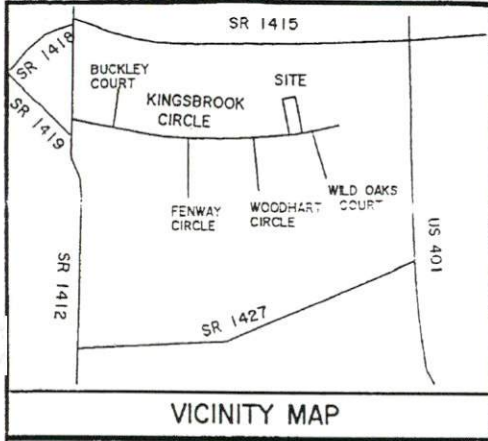 SR 1415
SR 1418
BUCKLEY
COURT
KINGSBROOK
CIRCLE
SITE
SR 1419
FENWAY
CIRCLE
WOODHART
CIRCLE
WILD OAKS
COURT
US 401
SR 1412
SR 1427
VICINITY MAP